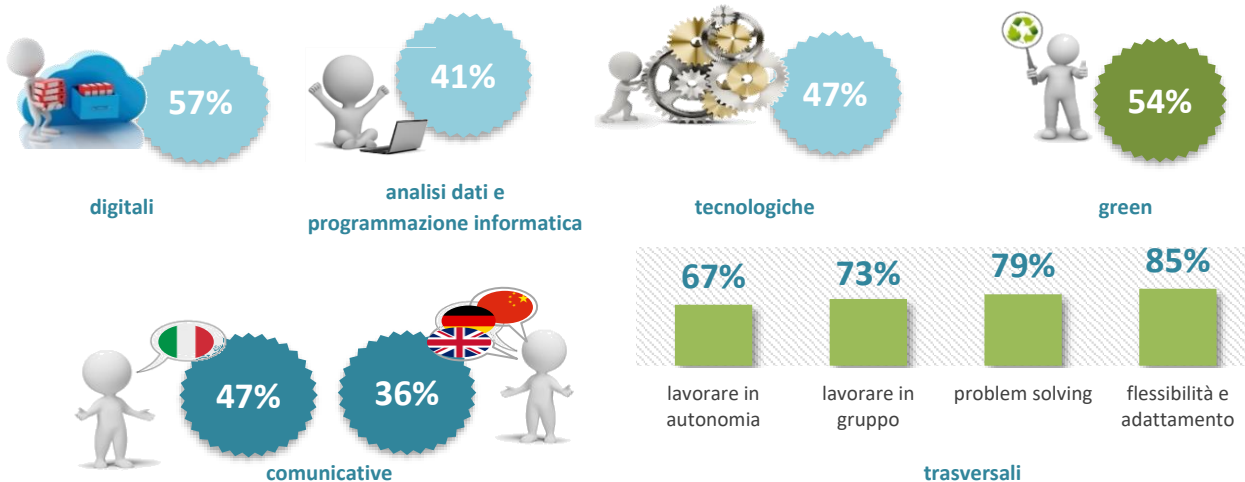 57%
41%
47%
54%
digitali
analisi dati e
programmazione informatica
tecnologiche
green
47%
36%
comunicative
67%
73%
79%
85%
lavorare in
autonomia
lavorare in
gruppo
problem solving
flessibilità e
adattamento
trasversali